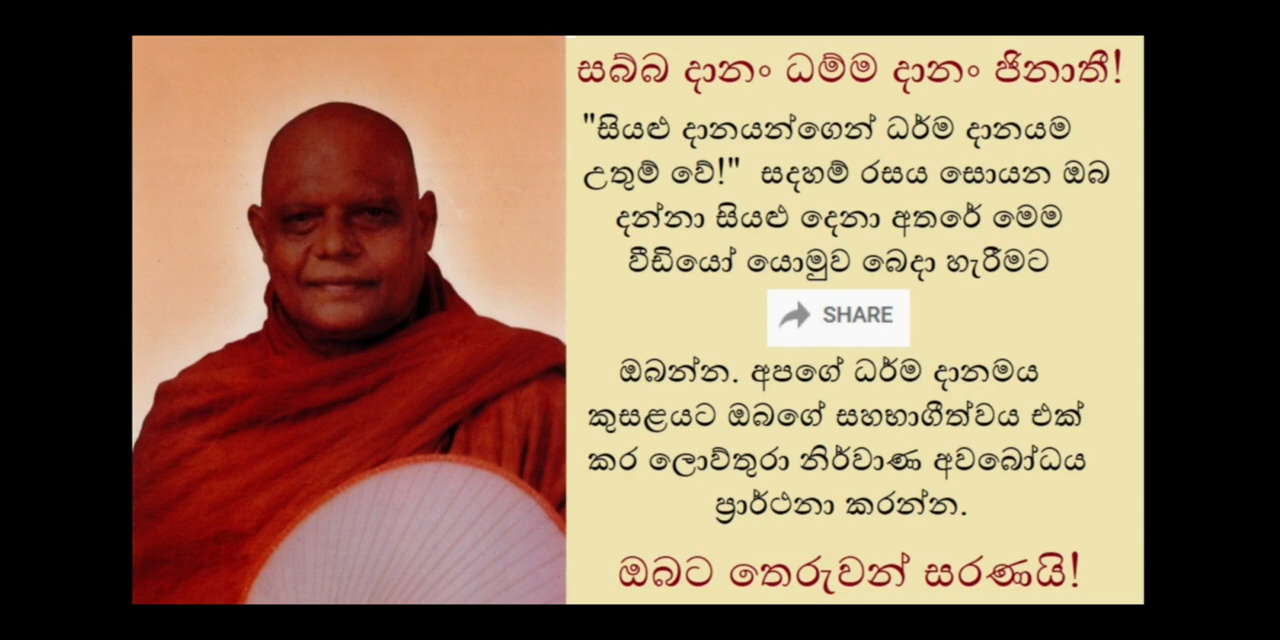 සබ්බ දානං ධම්ම දානං ජිනාතී!
"සියළු දානයන්ගෙන් ධර්ම දානයම
උතුම් වේ!" සදහම් රසය සොයන ඔබ
දන්නා සියළු දෙනා අතරේ මෙම
වීඩියෝ යොමුව බෙදා හැරීමට
SHARE
ඔබන්න. අපගේ ධර්ම දානමය
කුසළයට ඔබගේ සහභාගීත්වය එක්
කර ලොව්තුරා නිර්වාණ අවබෝධය
ප්‍රාර්ථනා කරන්න.
ඔබට තෙරුවන් සරණයි!